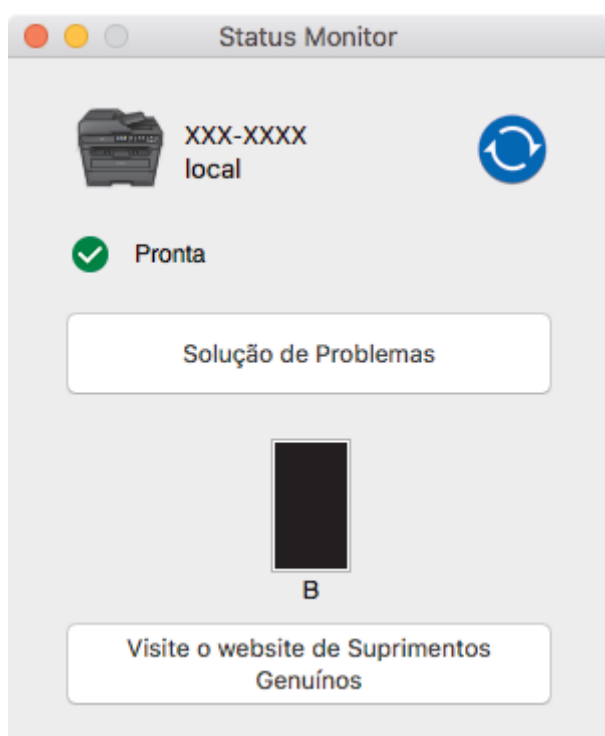 Status Monitor
XXX-XXXX
local
Pronta
Solução de Problemas
B
Visite o website de Suprimentos
Genuínos